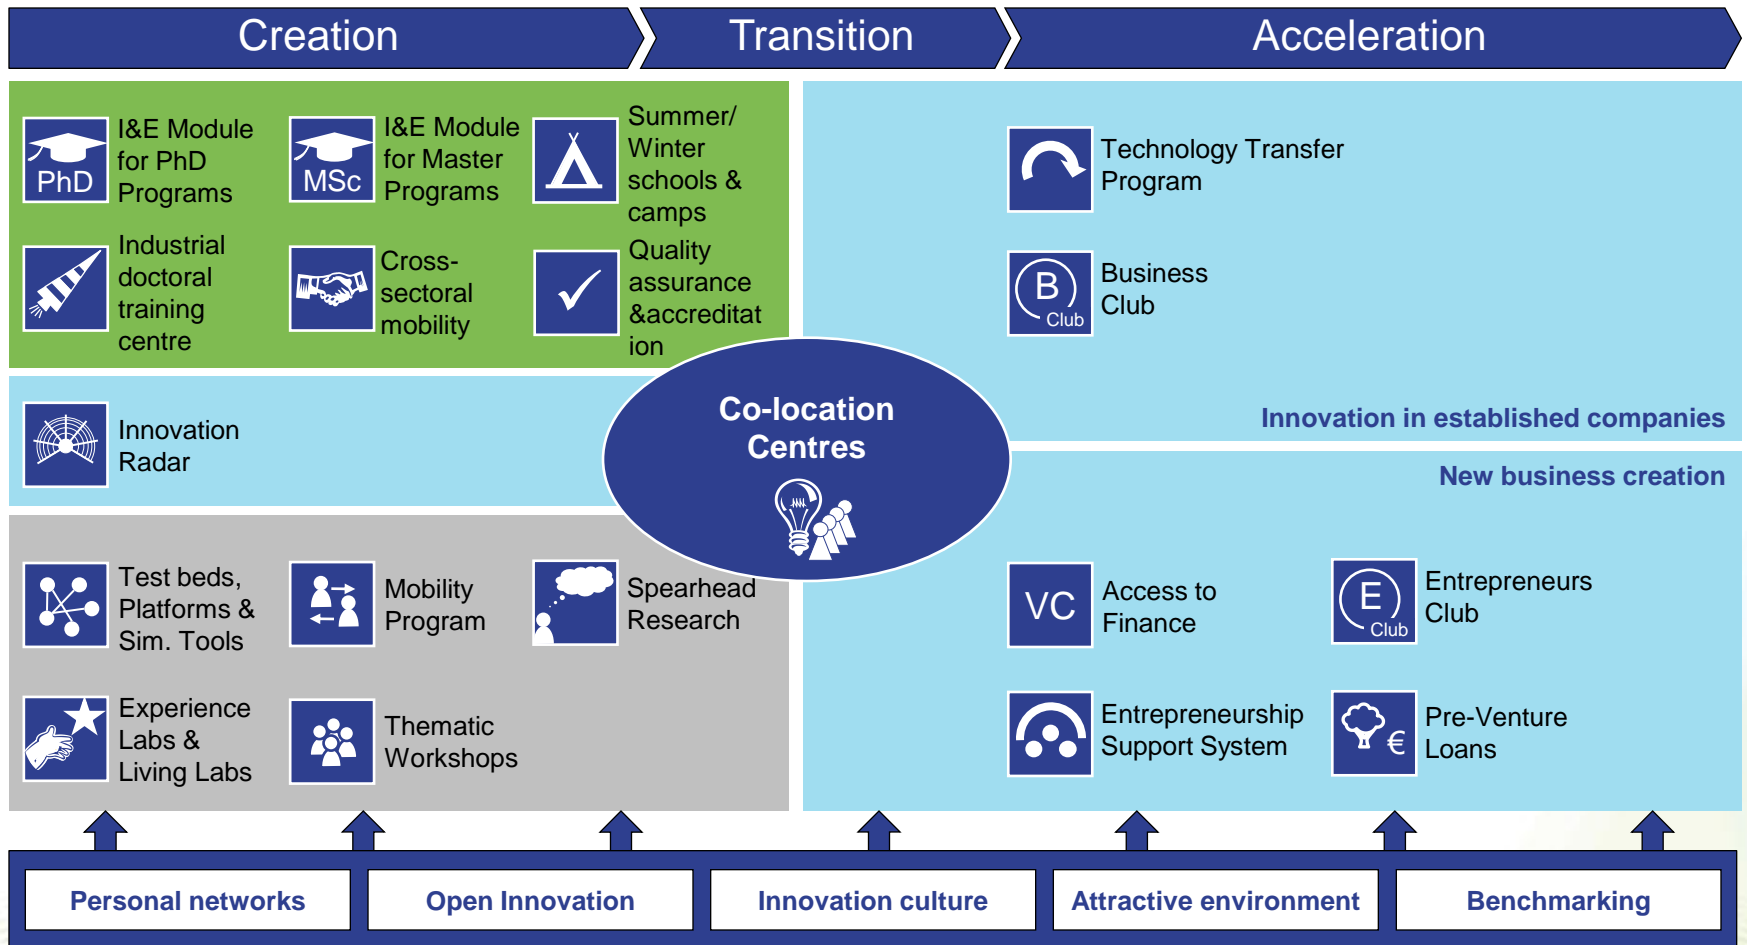 Creation
Transition
Acceleration
PhD
I&E Module
for PhD
Programs
MSc
I&E Module
for Master
Programs
Summer/
Winter
schools &
camps
Industrial
doctoral
training
centre
Cross-
sectoral
mobility
Quality
assurance
&accreditat
ion
Technology Transfer
Program
B
Club
Business
Club
Innovation in established companies
Innovation
Radar
Co-location
Centres
New business creation
Test beds,
Platforms &
Sim. Tools
Mobility
Program
Spearhead
Research
Experience
Labs &
Living Labs
Thematic
Workshops
VC
Access to
Finance
E
Club
Entrepreneurs
Club
Entrepreneurship
Support System
€
Pre-Venture
Loans
Personal networks
Open Innovation
Innovation culture
Attractive environment
Benchmarking